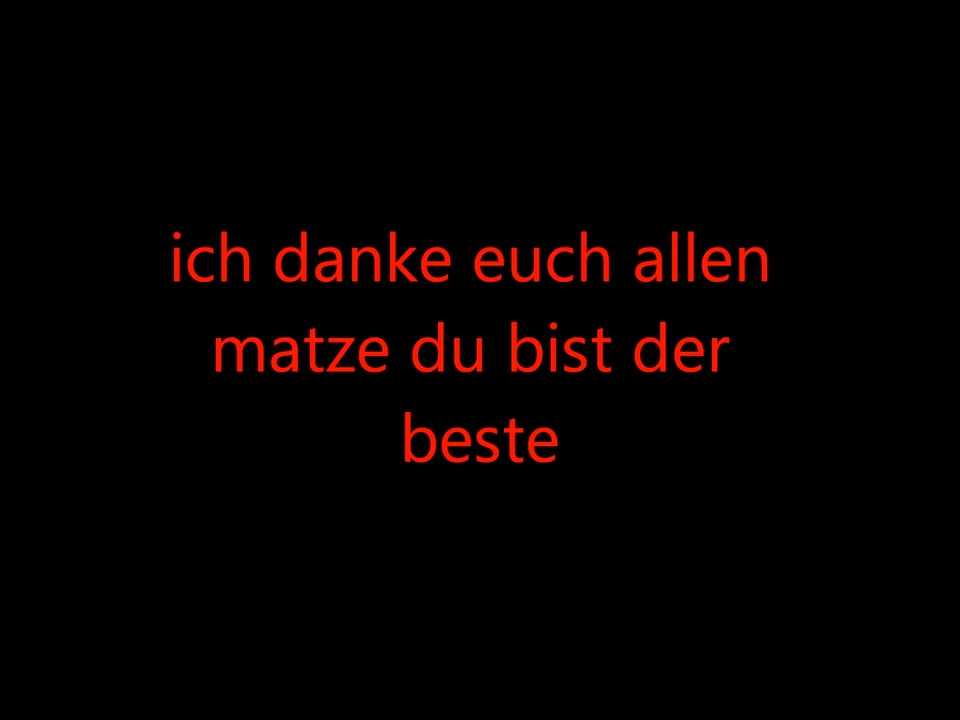 ich danke euch allen
matze du bist der
beste